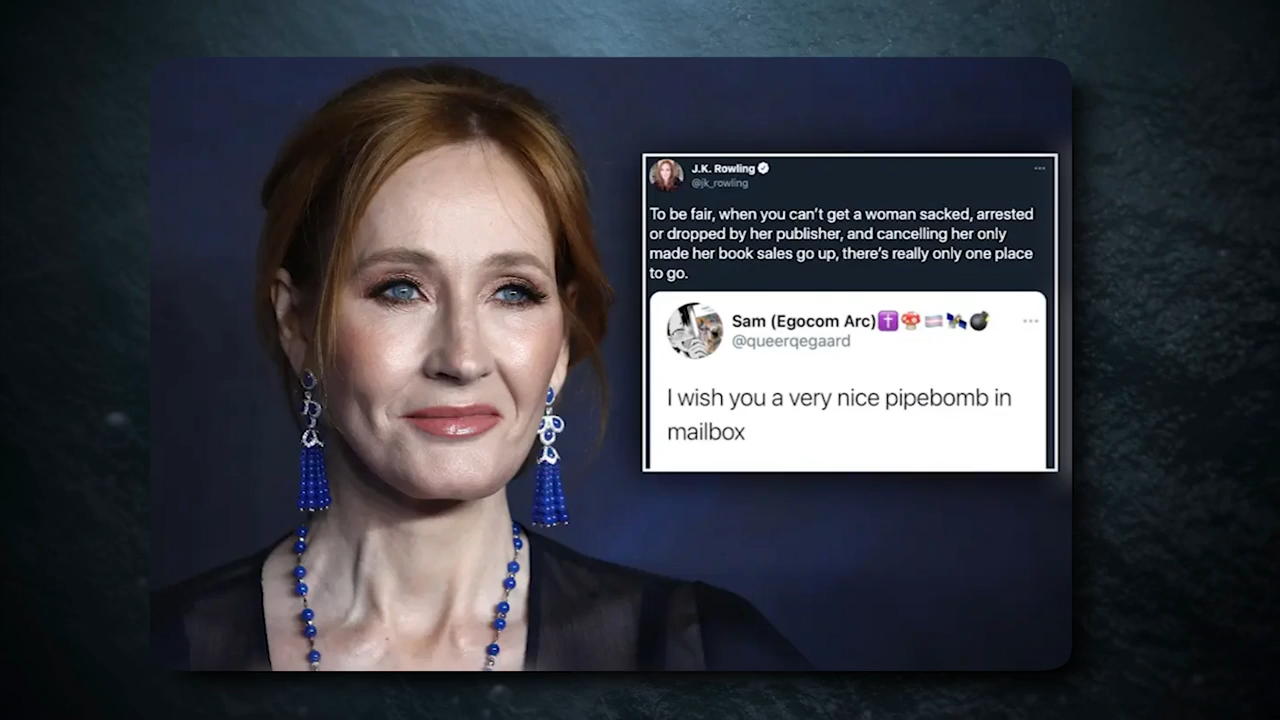 J.K. Rowling
@jk_rowling
To be fair, when you can't get a woman sacked, arrested
or dropped by her publisher, and cancelling her only
made her book sales go up, there's really only one place
to go.
Sam (Egocom Arc)✝️🍄🏳️‍⚧️🛰️💣
@queerqegaard
I wish you a very nice pipebomb in
mailbox